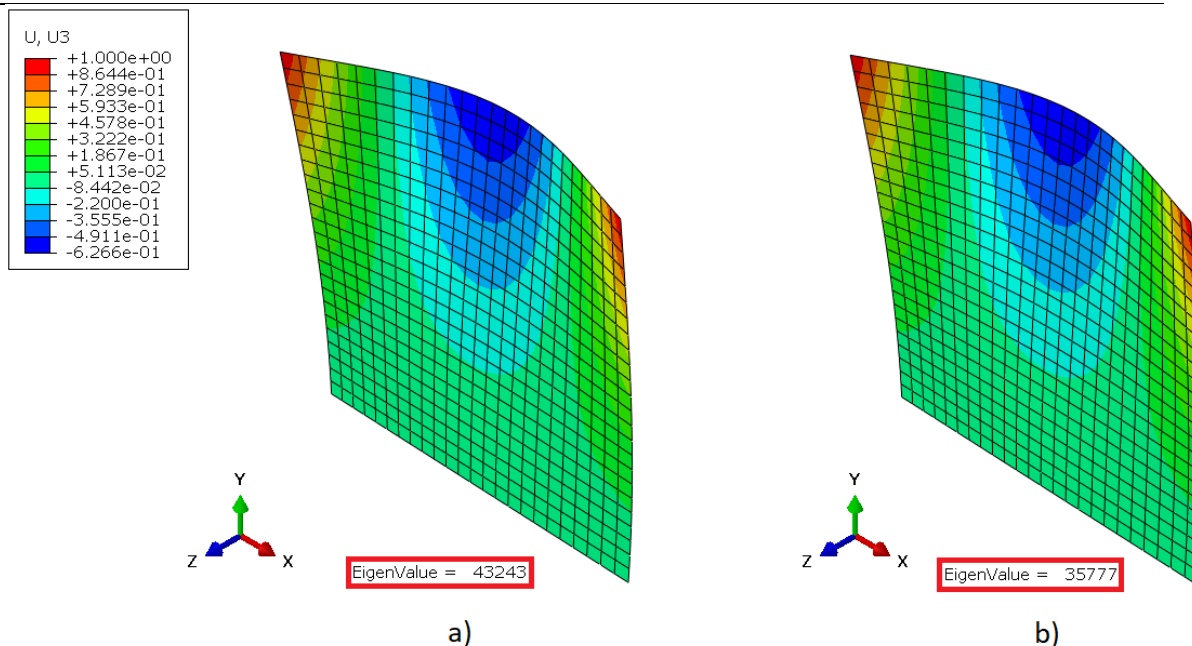 U, U3
+1.000e+00
+8.644e-01
+7.289e-01
+5.933e-01
+4.578e-01
+3.222e-01
+1.867e-01
+5.113e-02
-8.442e-02
-2.200e-01
-3.555e-01
-4.911e-01
-6.266e-01
Y
Z
X
EigenValue = 43243
a)
Y
Z
X
EigenValue = 35777
b)